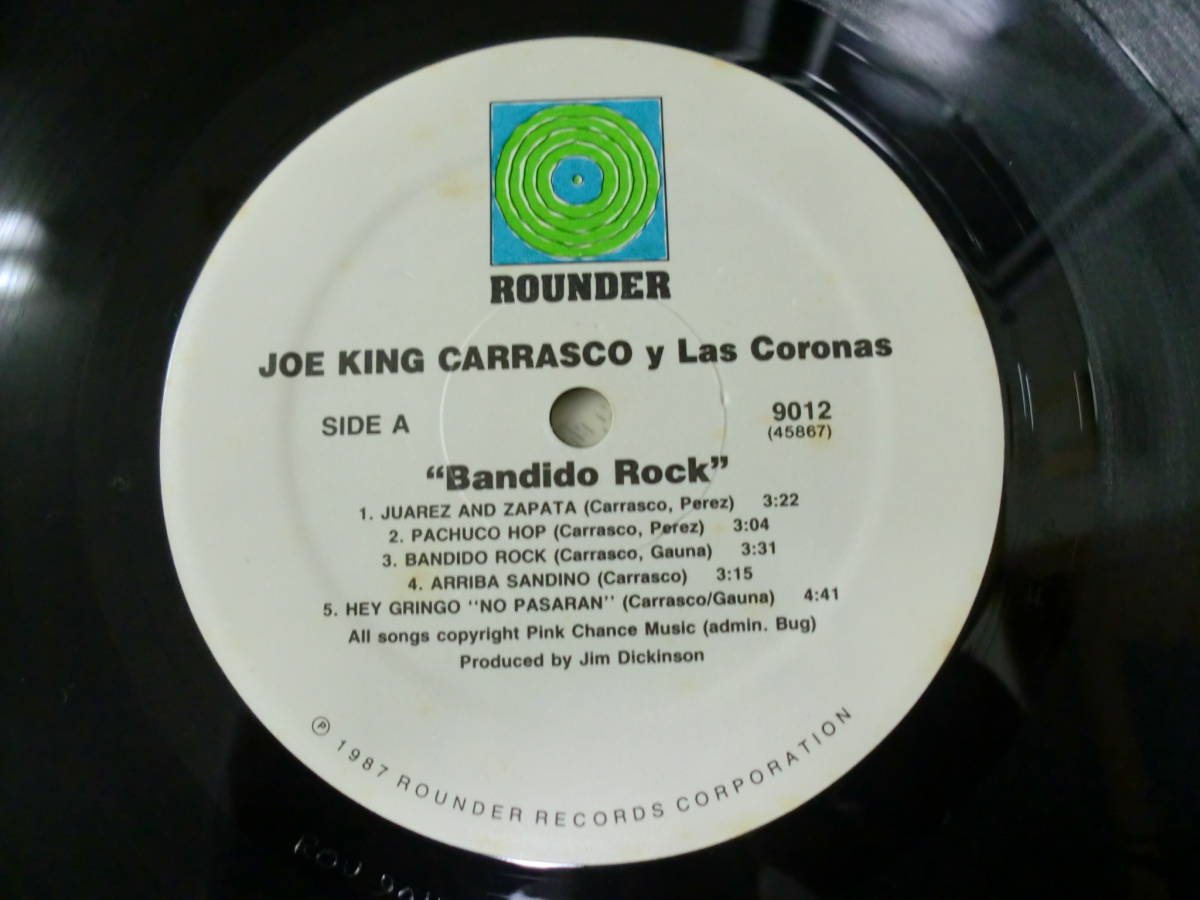 ROUNDER
JOE KING CARRASCO y Las Coronas
SIDE A
9012
(45867)
“Bandido Rock”
1. JUAREZ AND ZAPATA (Carrasco, Perez) 3:22
2. PACHUCO HOP (Carrasco, Perez) 3:04
3. BANDIDO ROCK (Carrasco, Gauna) 3:31
4. ARRIBA SANDINO (Carrasco) 3:15
5. HEY GRINGO "NO PASARAN" (Carrasco/Gauna) 4:41
All songs copyright Pink Chance Music (admin. Bug)
Produced by Jim Dickinson
℗ 1987 ROUNDER RECORDS CORPORATION
ROU